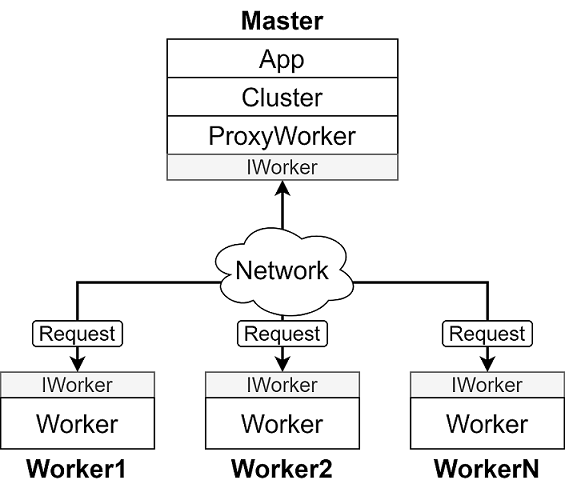 Master
App
Cluster
ProxyWorker
IWorker
Network
Request Request Request
IWorker IWorker IWorker
Worker Worker Worker
Worker1 Worker2 WorkerN